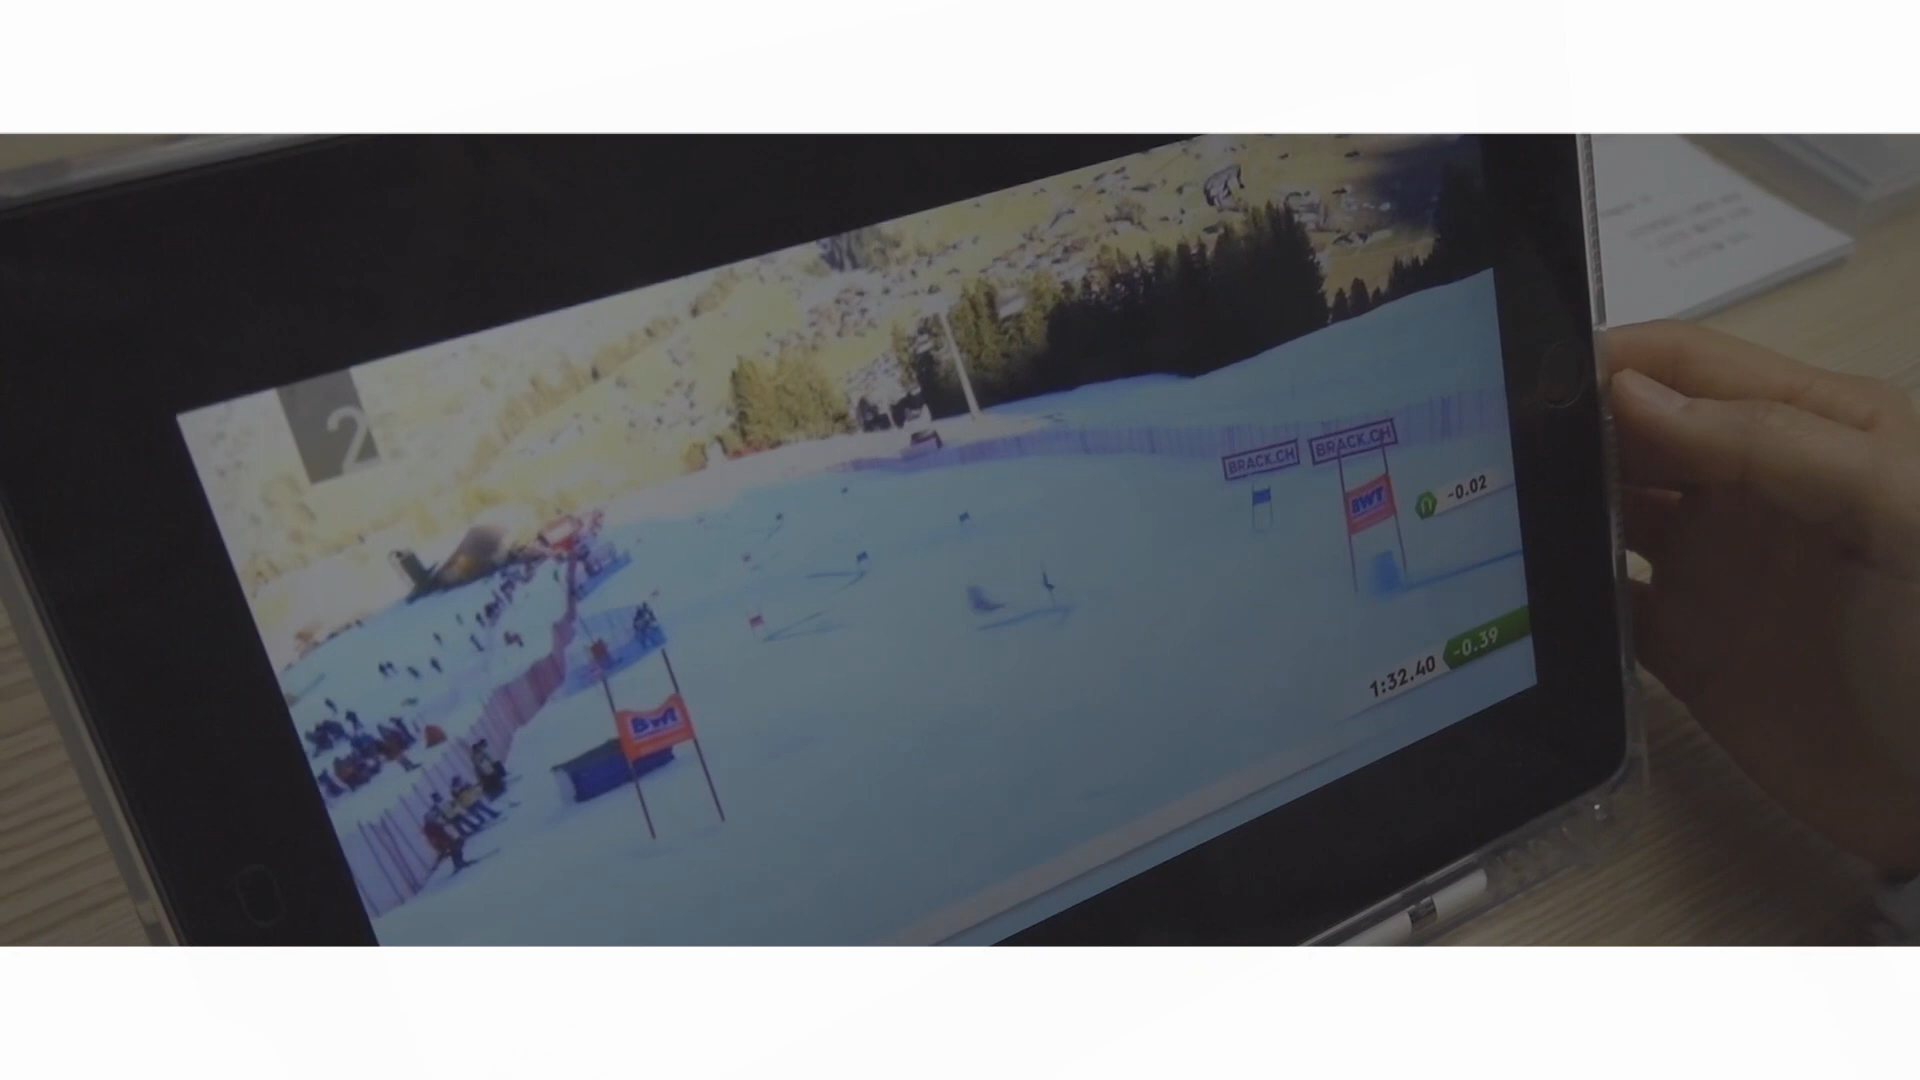 2
BRACK.CH
BRACK.CH
BWT
-0.02
-0.39
1:32.40
BWT